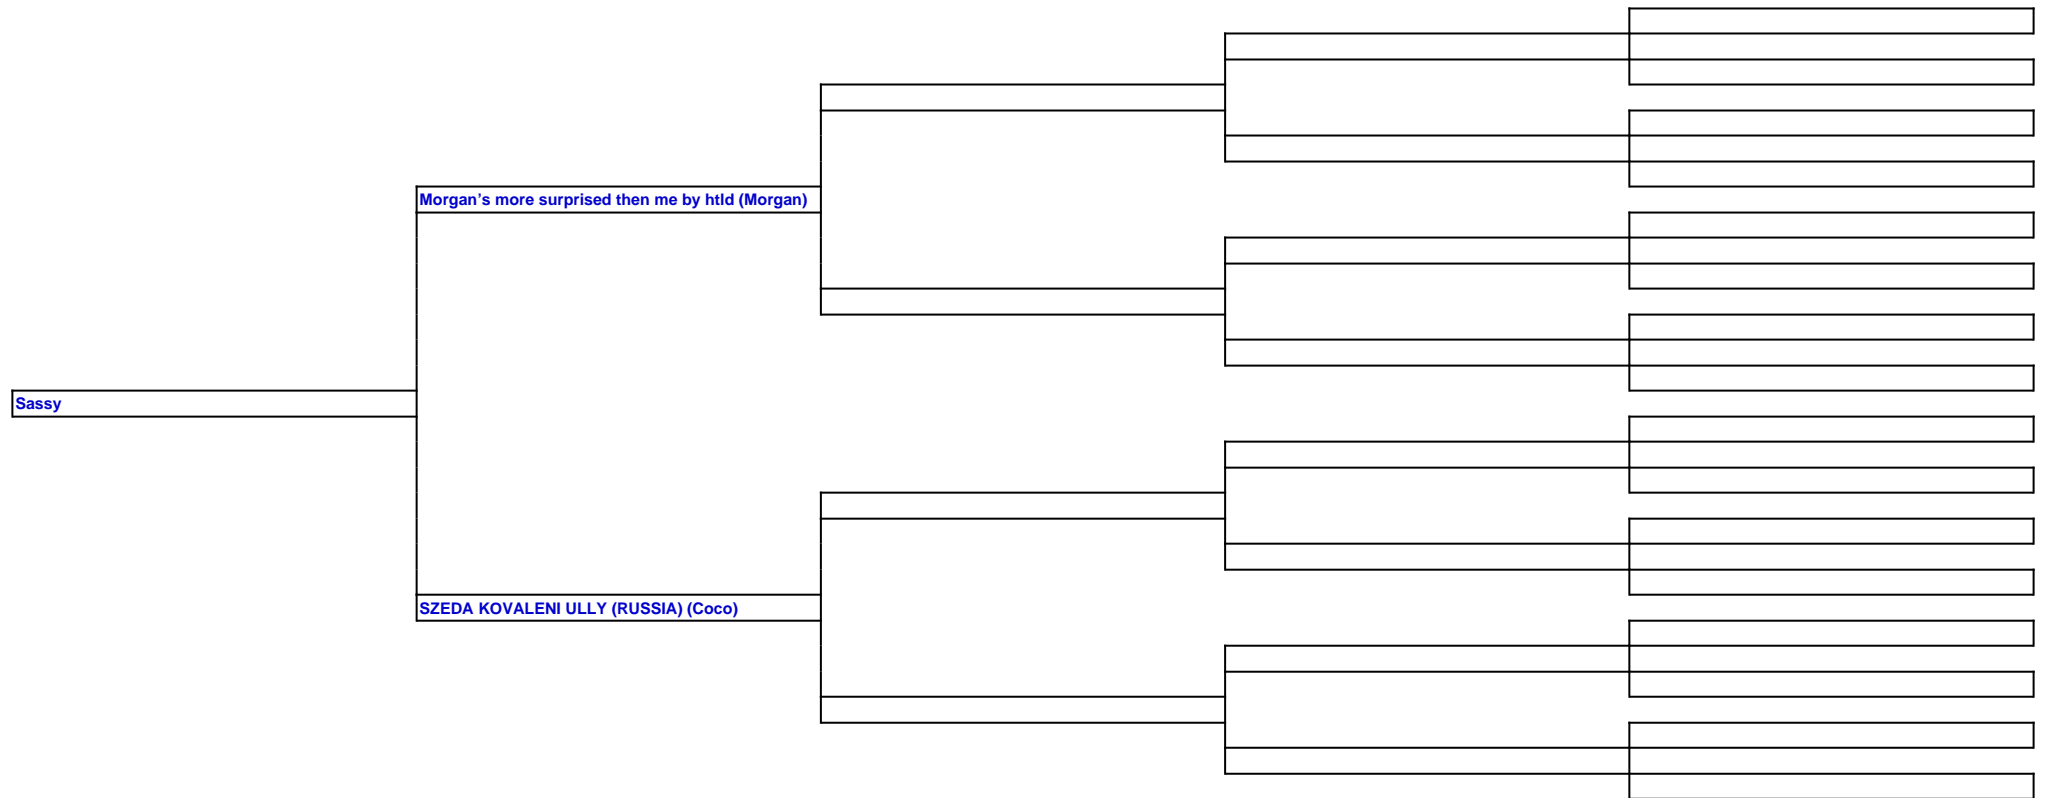 Morgan’s more surprised then me by htld (Morgan)
Sassy
SZEDA KOVALENI ULLY (RUSSIA) (Coco)